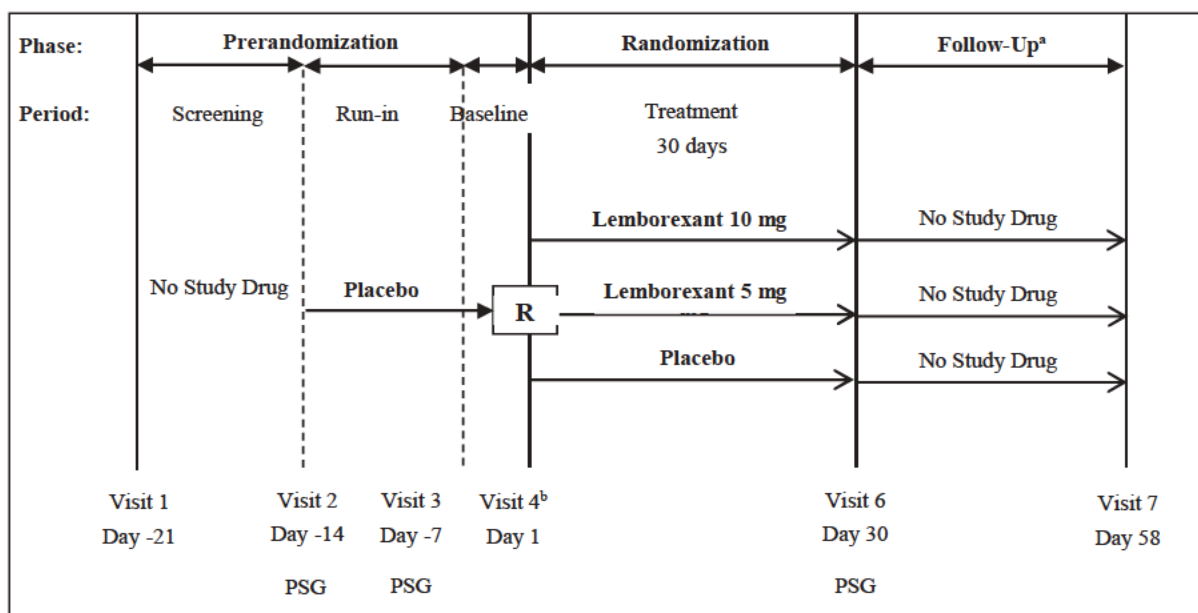 Phase: Prerandomization Randomization Follow-Upᵃ
Period: Screening Run-in Baseline Treatment
30 days
Lemborexant 10 mg No Study Drug
No Study Drug Placebo R Lemborexant 5 mg No Study Drug
Placebo No Study Drug
Visit 1 Visit 2 Visit 3 Visit 4ᵇ Visit 6 Visit 7
Day -21 Day -14 Day -7 Day 1 Day 30 Day 58
PSG PSG PSG